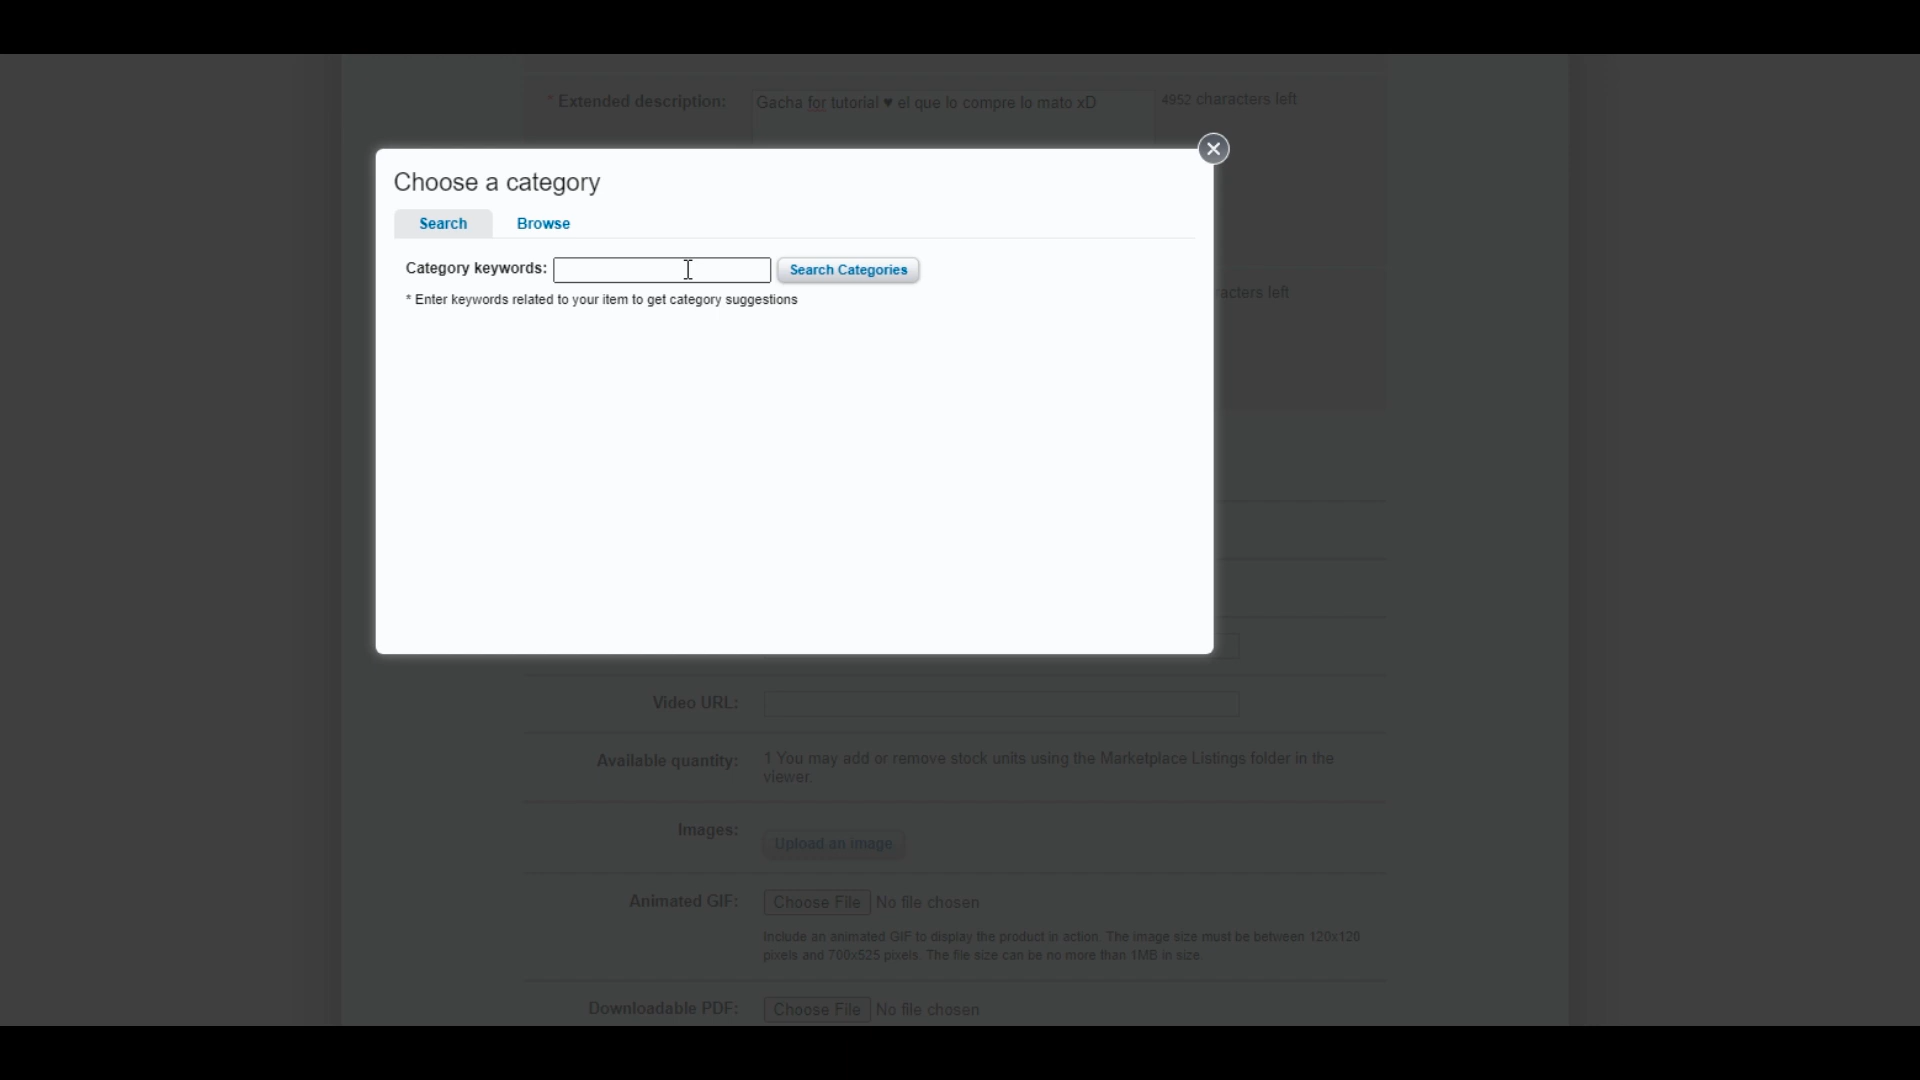 * Extended description:
Gacha for tutorial ♥ el que lo compre lo mato xD
4952 characters left
Choose a category
Search
Browse
Category keywords:
Search Categories
* Enter keywords related to your item to get category suggestions
acters left
Video URL:
Available quantity:
1 You may add or remove stock units using the Marketplace Listings folder in the
viewer.
Images:
Upload an image
Animated GIF:
Choose File No file chosen
Include an animated GIF to display the product in action. The image size must be between 120x120
pixels and 700x525 pixels. The file size can be no more than 1MB in size.
Downloadable PDF:
Choose File No file chosen